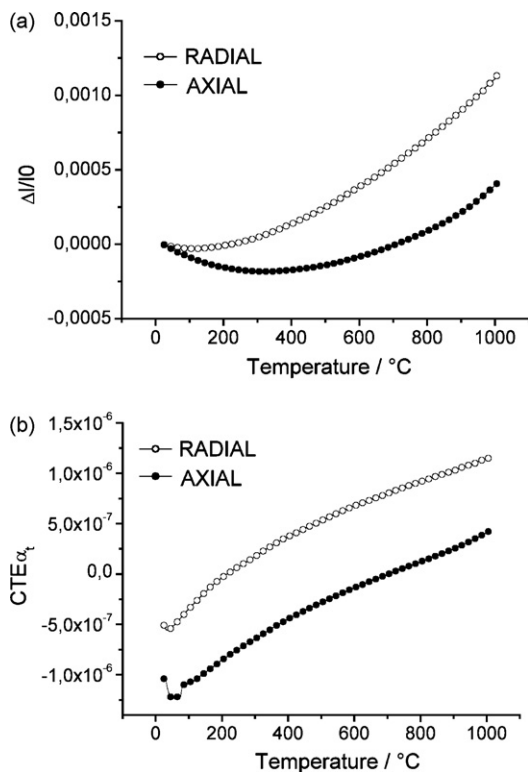 (a)
0,0015
0,0010
0,0005
0,0000
-0,0005
Δl/l0
RADIAL
AXIAL
0 200 400 600 800 1000
Temperature / °C
(b)
1,5x10⁻⁶
1,0x10⁻⁶
5,0x10⁻⁷
0,0
-5,0x10⁻⁷
-1,0x10⁻⁶
CTEαₜ
RADIAL
AXIAL
0 200 400 600 800 1000
Temperature / °C